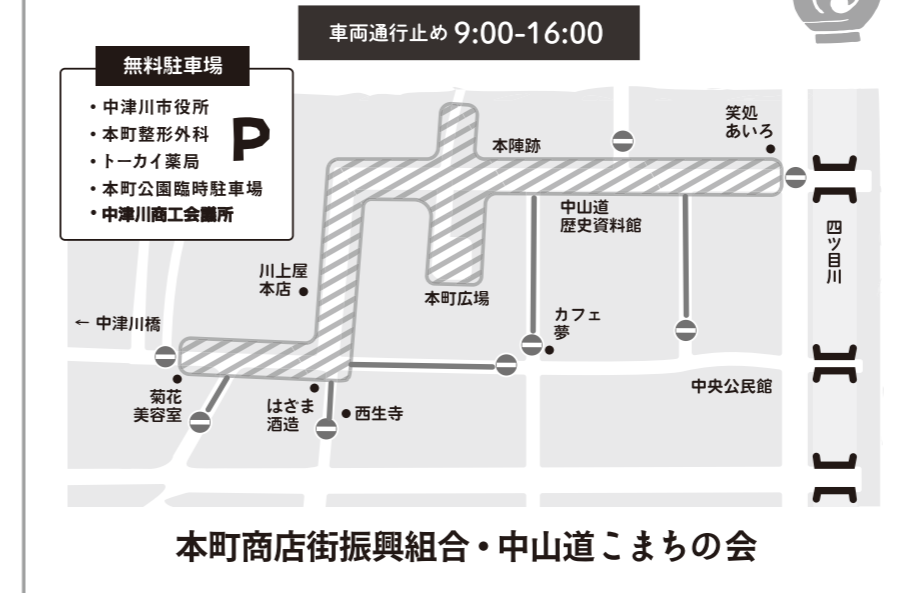 車両通行止め 9:00-16:00
無料駐車場
・中津川市役所
・本町整形外科
・トーカイ薬局
・本町公園臨時駐車場
・中津川商工会議所
P
笑処
あいろ
本陣跡
中山道
歴史資料館
四ツ目川
川上屋
本店
本町広場
カフェ
夢
← 中津川橋
中央公民館
菊花
美容室
はざま
酒造
西生寺
本町商店街振興組合・中山道こまちの会